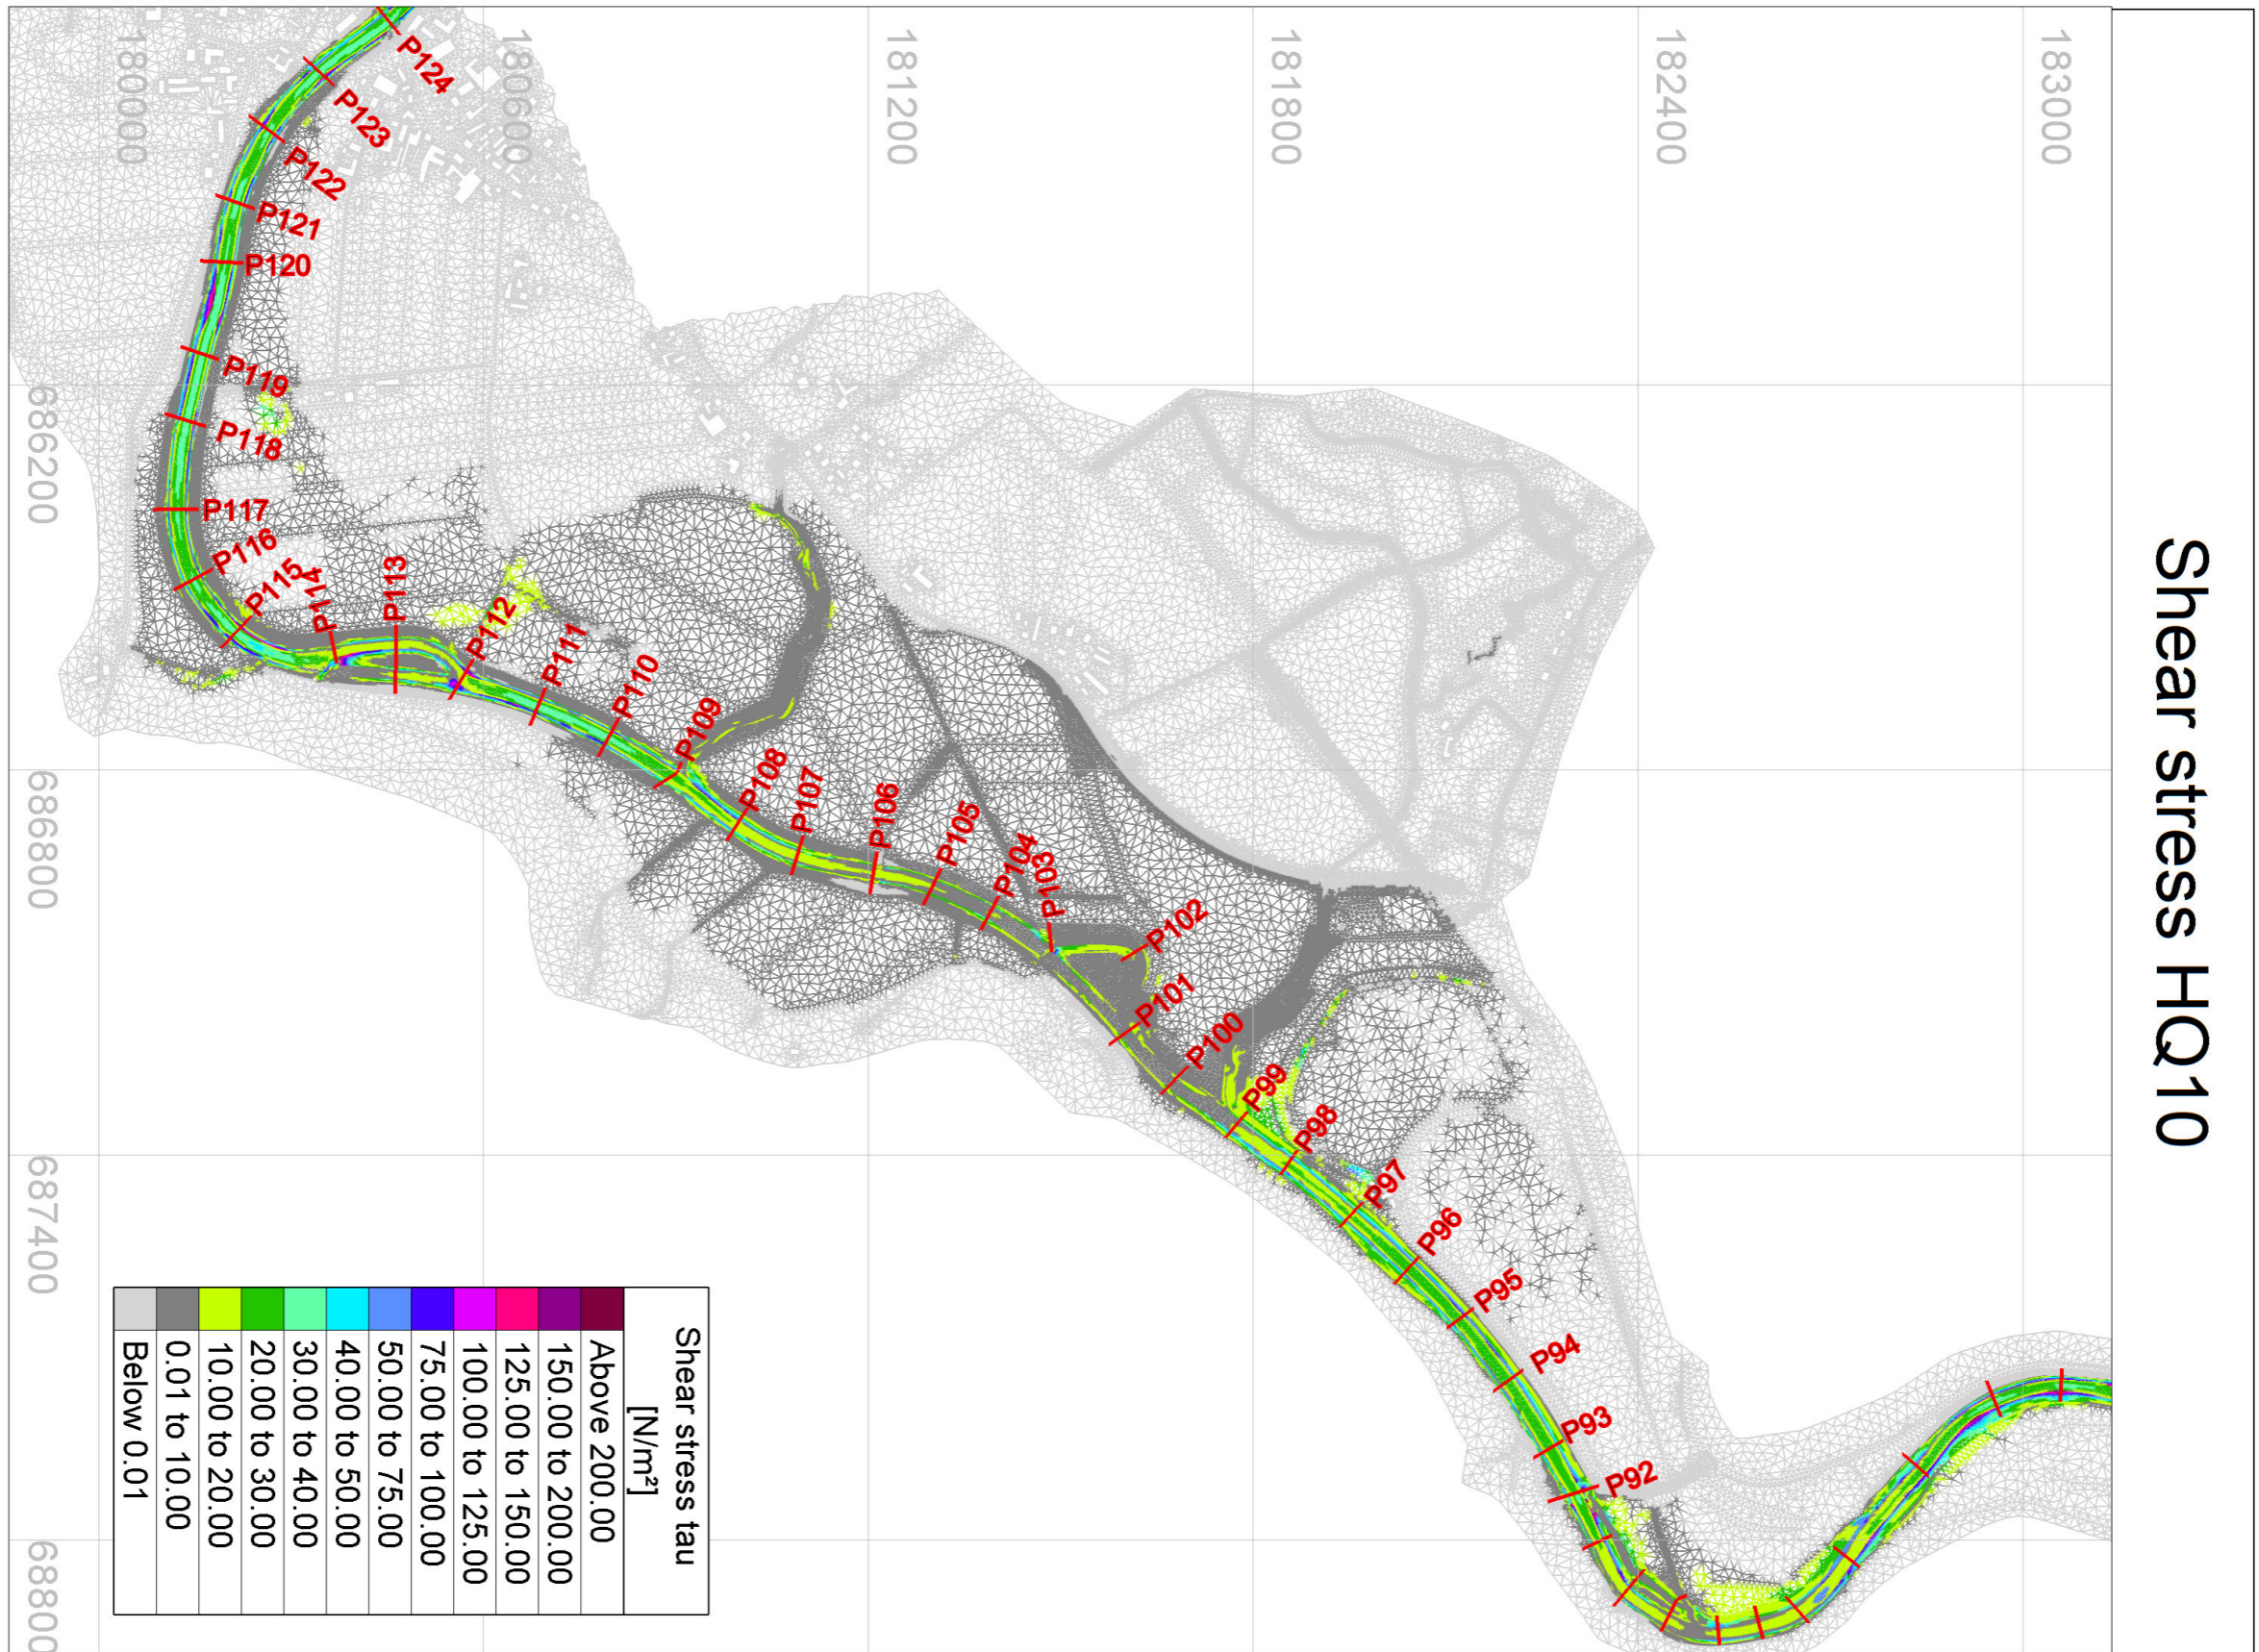 Shear stress HQ10
180000
180600
181200
181800
182400
183000
686200
686800
687400
688000
P124
P123
P122
P121
P120
P119
P118
P117
P116
P115
P114
P113
P112
P111
P110
P109
P108
P107
P106
P105
P104
P103
P102
P101
P100
P99
P98
P97
P96
P95
P94
P93
P92
Shear stress tau
[N/m²]
Above 200.00
150.00 to 200.00
125.00 to 150.00
100.00 to 125.00
75.00 to 100.00
50.00 to 75.00
40.00 to 50.00
30.00 to 40.00
20.00 to 30.00
10.00 to 20.00
0.01 to 10.00
Below 0.01